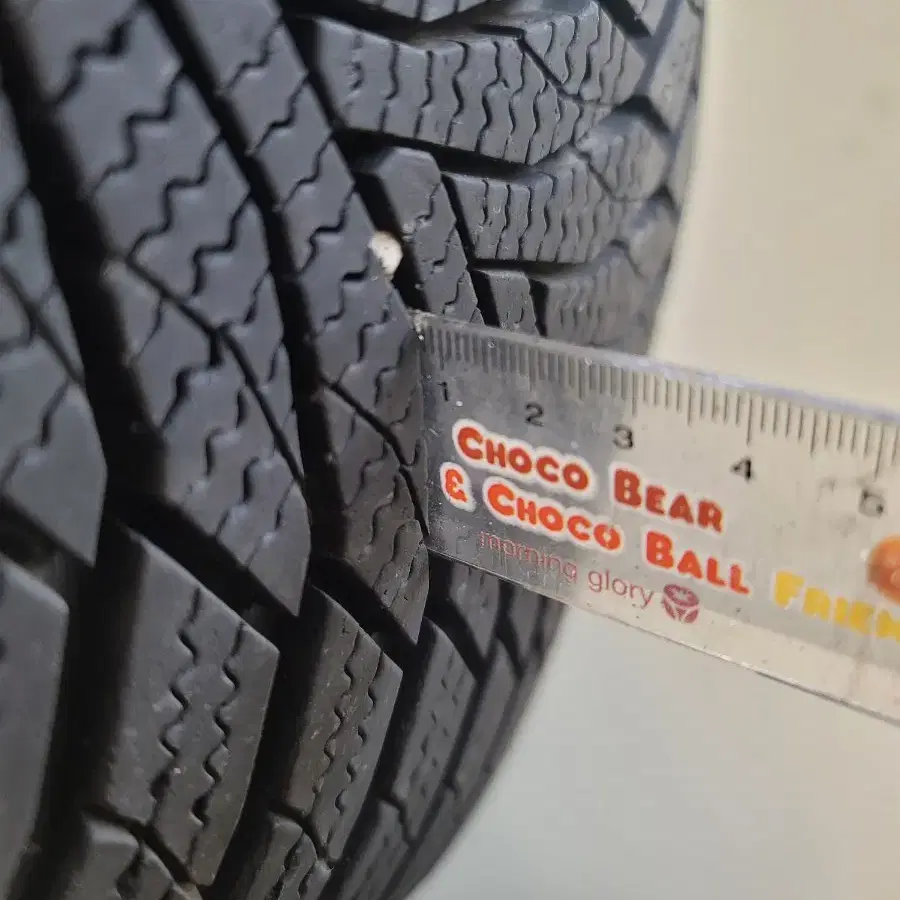 1 2 3 4 5
CHOCO BEAR
& CHOCO BALL
morning glory